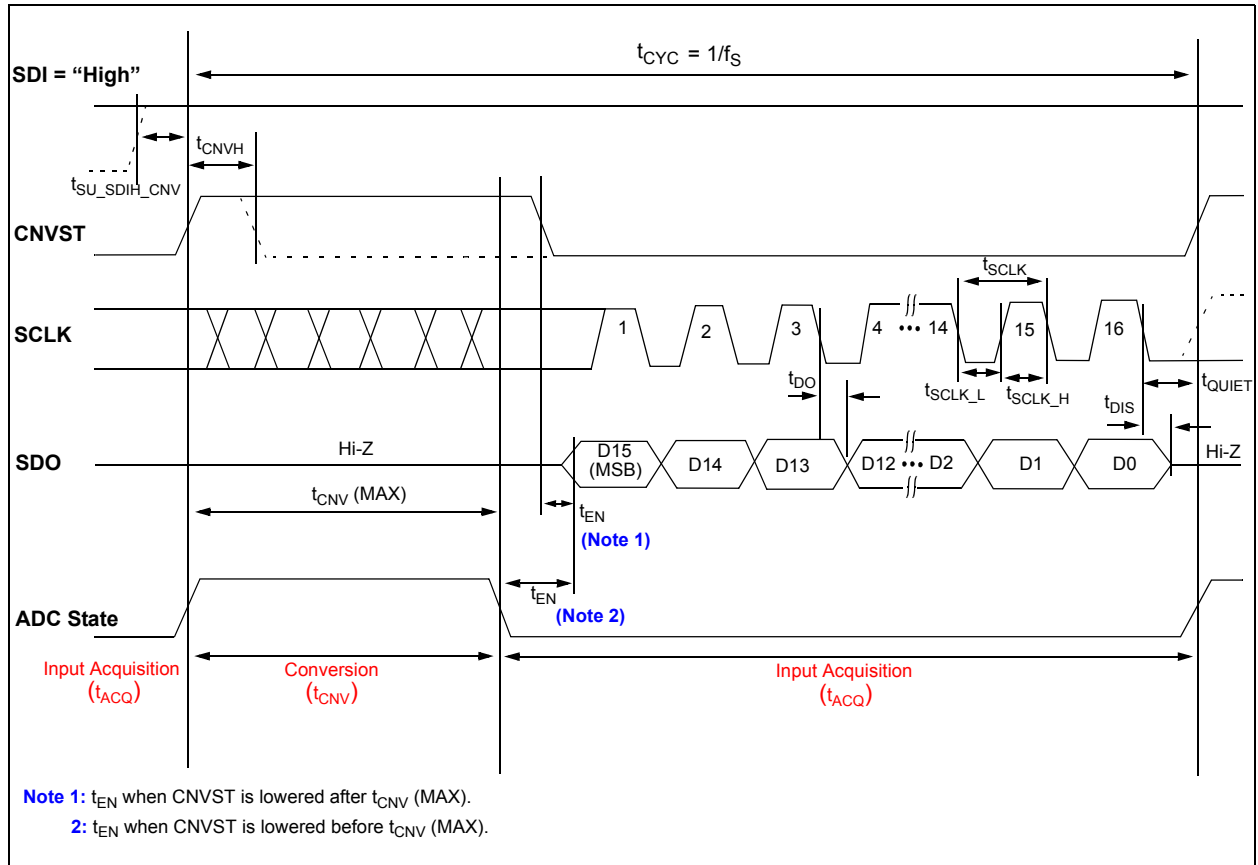 tCYC = 1/fS
SDI = “High”
tCNVH
tSU_SDIH_CNV
CNVST
tSCLK
SCLK
1
2
3
4 ••• 14
15
16
tDO
tSCLK_L
tSCLK_H
tQUIET
tDIS
SDO
Hi-Z
D15
(MSB)
D14
D13
D12 ••• D2
D1
D0
Hi-Z
tCNV (MAX)
tEN
(Note 1)
tEN
(Note 2)
ADC State
Input Acquisition
(tACQ)
Conversion
(tCNV)
Input Acquisition
(tACQ)
Note 1: tEN when CNVST is lowered after tCNV (MAX).
2: tEN when CNVST is lowered before tCNV (MAX).